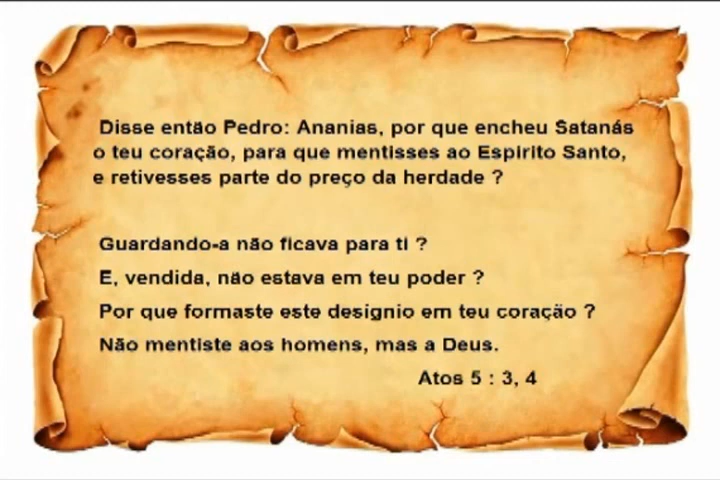 Disse então Pedro: Ananias, por que encheu Satanás
o teu coração, para que mentisses ao Espirito Santo,
e retivesses parte do preço da herdade ?
Guardando-a não ficava para ti ?
E, vendida, não estava em teu poder ?
Por que formaste este designio em teu coração ?
Não mentiste aos homens, mas a Deus.
Atos 5 : 3, 4